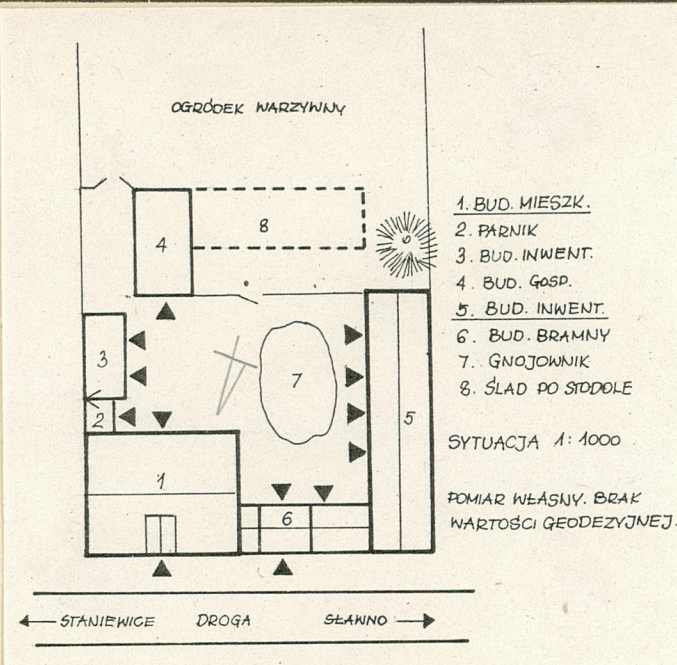 OGRÓDEK WARZYWNY
8
4
3
7
2
5
1
6
1. BUD. MIESZK.
2. PARNIK
3. BUD. INWENT.
4. BUD. GOSP.
5. BUD. INWENT.
6. BUD. BRAMNY
7. GNOJOWNIK
8. ŚLAD PO STODOLE
SYTUACJA 1:1000
POMIAR WŁASNY. BRAK
WARTOŚCI GEODEZYJNEJ.
STANIEWICE DROGA SŁAWNO